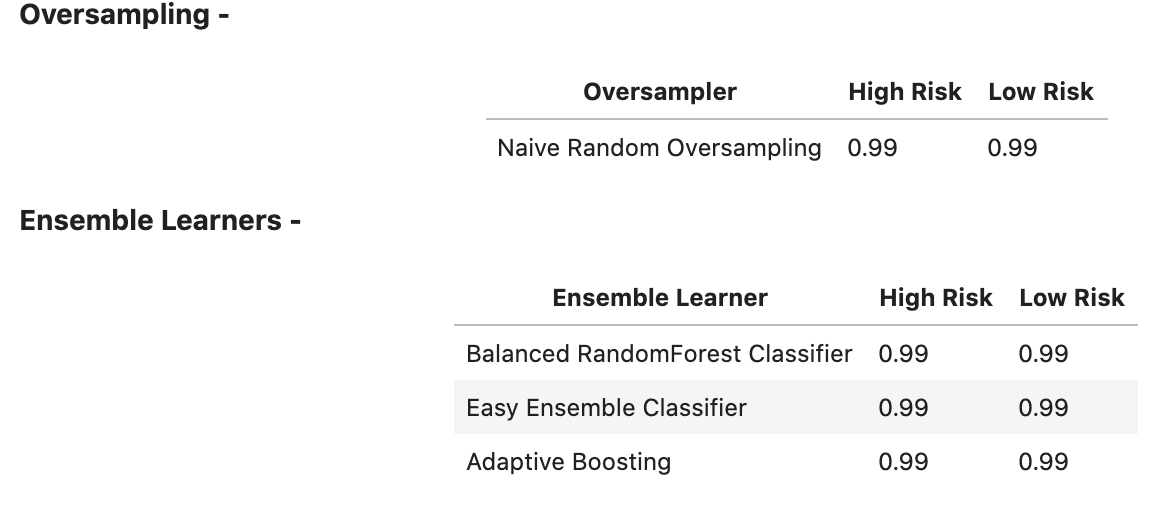 Oversampling -
Oversampler High Risk Low Risk
Naive Random Oversampling 0.99 0.99
Ensemble Learners -
Ensemble Learner High Risk Low Risk
Balanced RandomForest Classifier 0.99 0.99
Easy Ensemble Classifier 0.99 0.99
Adaptive Boosting 0.99 0.99